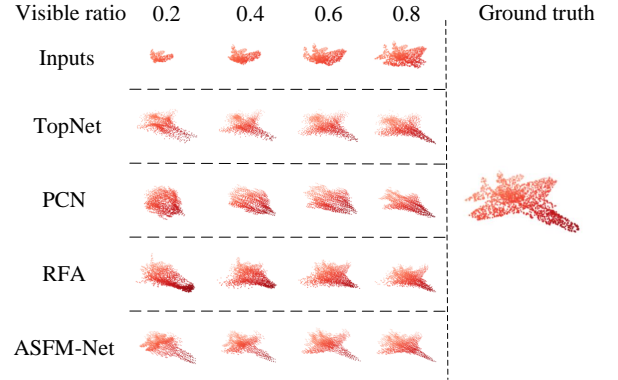 Visible ratio 0.2 0.4 0.6 0.8 Ground truth
Inputs
TopNet
PCN
RFA
ASFM-Net